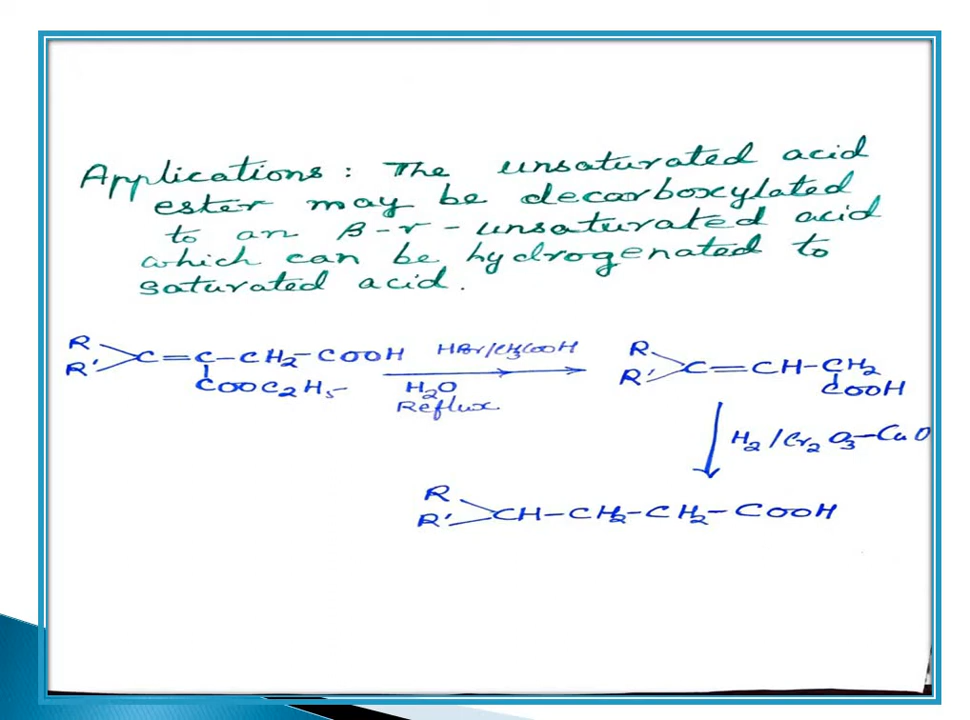 Applications : The unsaturated acid
ester may be decarboxylated
to an β-r-unsaturated acid
which can be hydrogenated to
saturated acid.
R
R'
C=C-CH2-COOH
COOC2H5-
HBr/CH3COOH
H2O
Reflux
R
R'
C=CH-CH2
COOH
H2/Cr2O3-CuO
R
R'
CH-CH2-CH2-COOH